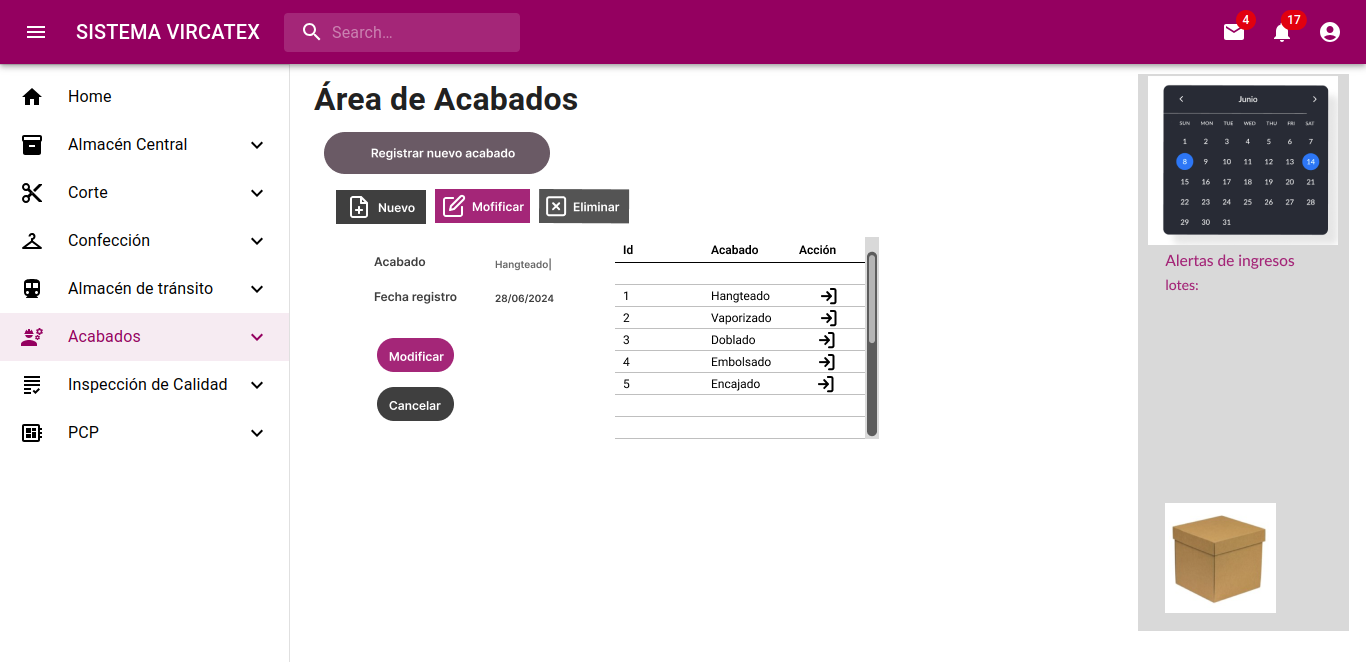 SISTEMA VIRCATEX
Search...
4
17
Home
Almacén Central
Corte
Confección
Almacén de tránsito
Acabados
Inspección de Calidad
PCP
Área de Acabados
Registrar nuevo acabado
Nuevo
Mofificar
Eliminar
Acabado
Hangteado
Fecha registro
28/06/2024
Modificar
Cancelar
Id Acabado Acción
1 Hangteado
2 Vaporizado
3 Doblado
4 Embolsado
5 Encajado
Junio
SUN MON TUE WED THU FRI SAT
1 2 3 4 5 6 7
8 9 10 11 12 13 14
15 16 17 18 19 20 21
22 23 24 25 26 27 28
29 30 31
Alertas de ingresos
lotes: